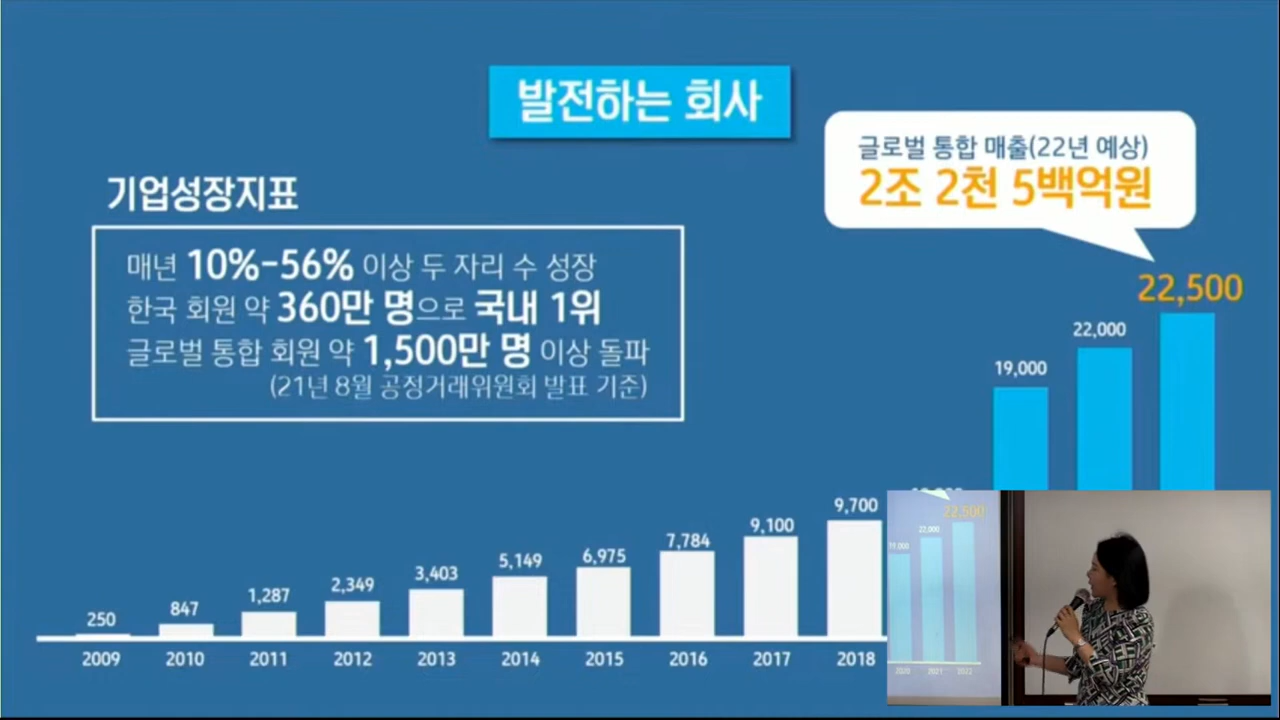 발전하는 회사
글로벌 통합 매출(22년 예상)
2조 2천 5백억원
기업성장지표
매년 10%-56% 이상 두 자리 수 성장
한국 회원 약 360만 명으로 국내 1위
글로벌 통합 회원 약 1,500만 명 이상 돌파
(21년 8월 공정거래위원회 발표 기준)
250 847 1,287 2,349 3,403 5,149 6,975 7,784 9,100 9,700 19,000 22,000 22,500
2009 2010 2011 2012 2013 2014 2015 2016 2017 2018
19,000 22,000 22,500
2020 2021 2022